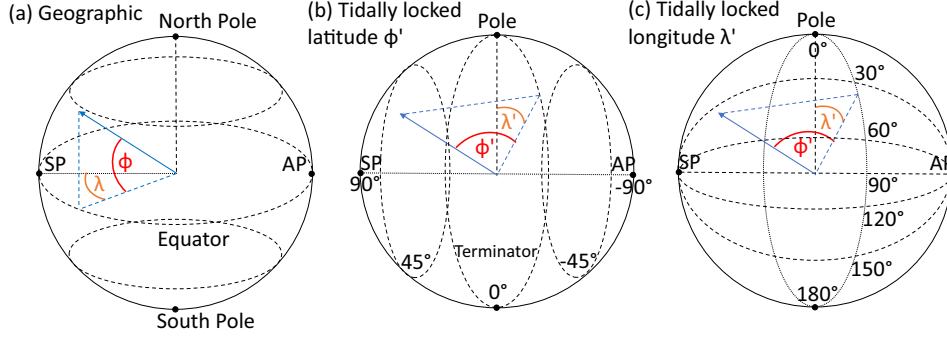 (a) Geographic
North Pole
SP
AP
ϕ
λ
Equator
South Pole
(b) Tidally locked
latitude ϕ'
Pole
λ'
ϕ'
SP
90°
AP
-90°
45°
Terminator
-45°
0°
(c) Tidally locked
longitude λ'
Pole
0°
30°
λ'
60°
ϕ'
SP
AP
90°
120°
150°
180°